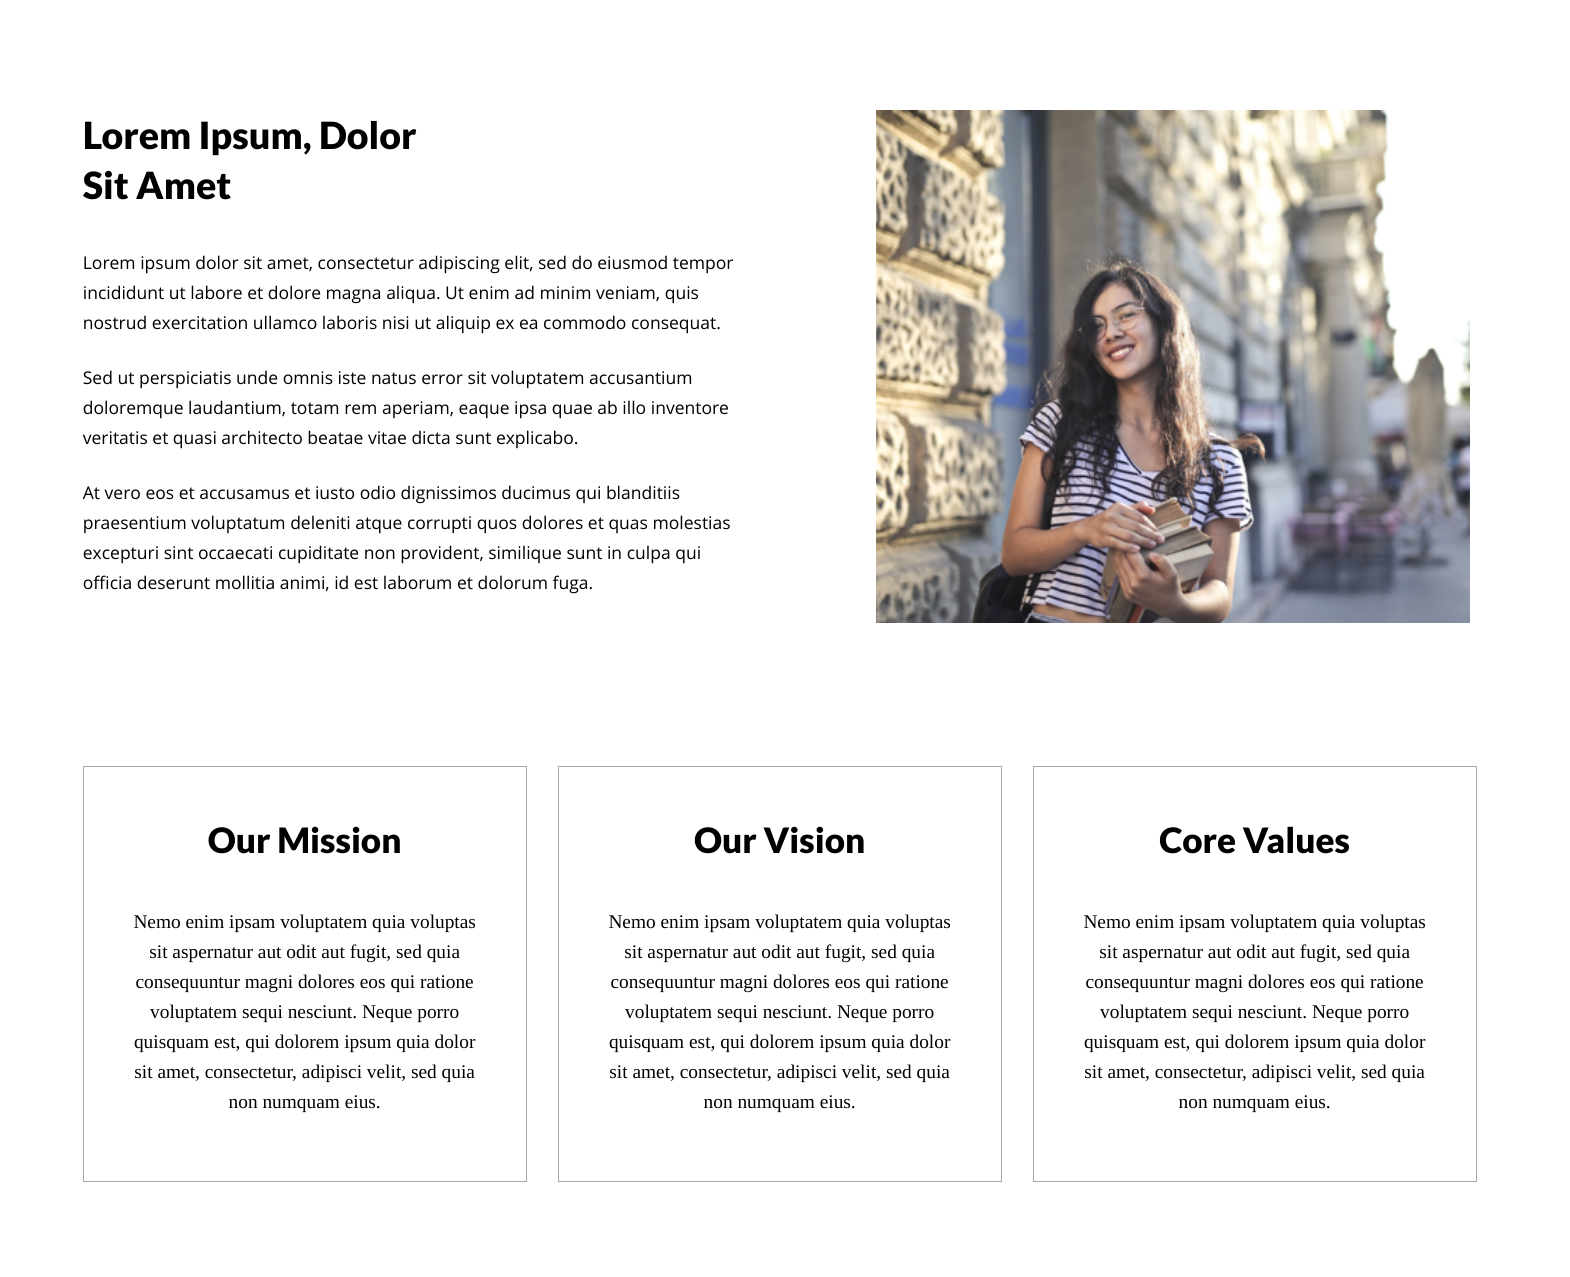 Lorem Ipsum, Dolor
Sit Amet
Lorem ipsum dolor sit amet, consectetur adipiscing elit, sed do eiusmod tempor
incididunt ut labore et dolore magna aliqua. Ut enim ad minim veniam, quis
nostrud exercitation ullamco laboris nisi ut aliquip ex ea commodo consequat.
Sed ut perspiciatis unde omnis iste natus error sit voluptatem accusantium
doloremque laudantium, totam rem aperiam, eaque ipsa quae ab illo inventore
veritatis et quasi architecto beatae vitae dicta sunt explicabo.
At vero eos et accusamus et iusto odio dignissimos ducimus qui blanditiis
praesentium voluptatum deleniti atque corrupti quos dolores et quas molestias
excepturi sint occaecati cupiditate non provident, similique sunt in culpa qui
officia deserunt mollitia animi, id est laborum et dolorum fuga.
Our Mission
Nemo enim ipsam voluptatem quia voluptas
sit aspernatur aut odit aut fugit, sed quia
consequuntur magni dolores eos qui ratione
voluptatem sequi nesciunt. Neque porro
quisquam est, qui dolorem ipsum quia dolor
sit amet, consectetur, adipisci velit, sed quia
non numquam eius.
Our Vision
Nemo enim ipsam voluptatem quia voluptas
sit aspernatur aut odit aut fugit, sed quia
consequuntur magni dolores eos qui ratione
voluptatem sequi nesciunt. Neque porro
quisquam est, qui dolorem ipsum quia dolor
sit amet, consectetur, adipisci velit, sed quia
non numquam eius.
Core Values
Nemo enim ipsam voluptatem quia voluptas
sit aspernatur aut odit aut fugit, sed quia
consequuntur magni dolores eos qui ratione
voluptatem sequi nesciunt. Neque porro
quisquam est, qui dolorem ipsum quia dolor
sit amet, consectetur, adipisci velit, sed quia
non numquam eius.